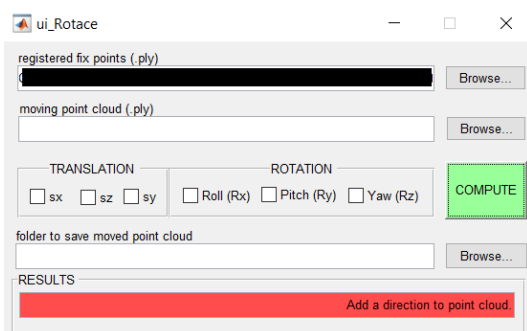 ui_Rotace
registered fix points (.ply)
Browse...
moving point cloud (.ply)
Browse...
TRANSLATION
ROTATION
sx sz sy
Roll (Rx) Pitch (Ry) Yaw (Rz)
COMPUTE
folder to save moved point cloud
Browse...
RESULTS
Add a direction to point cloud.